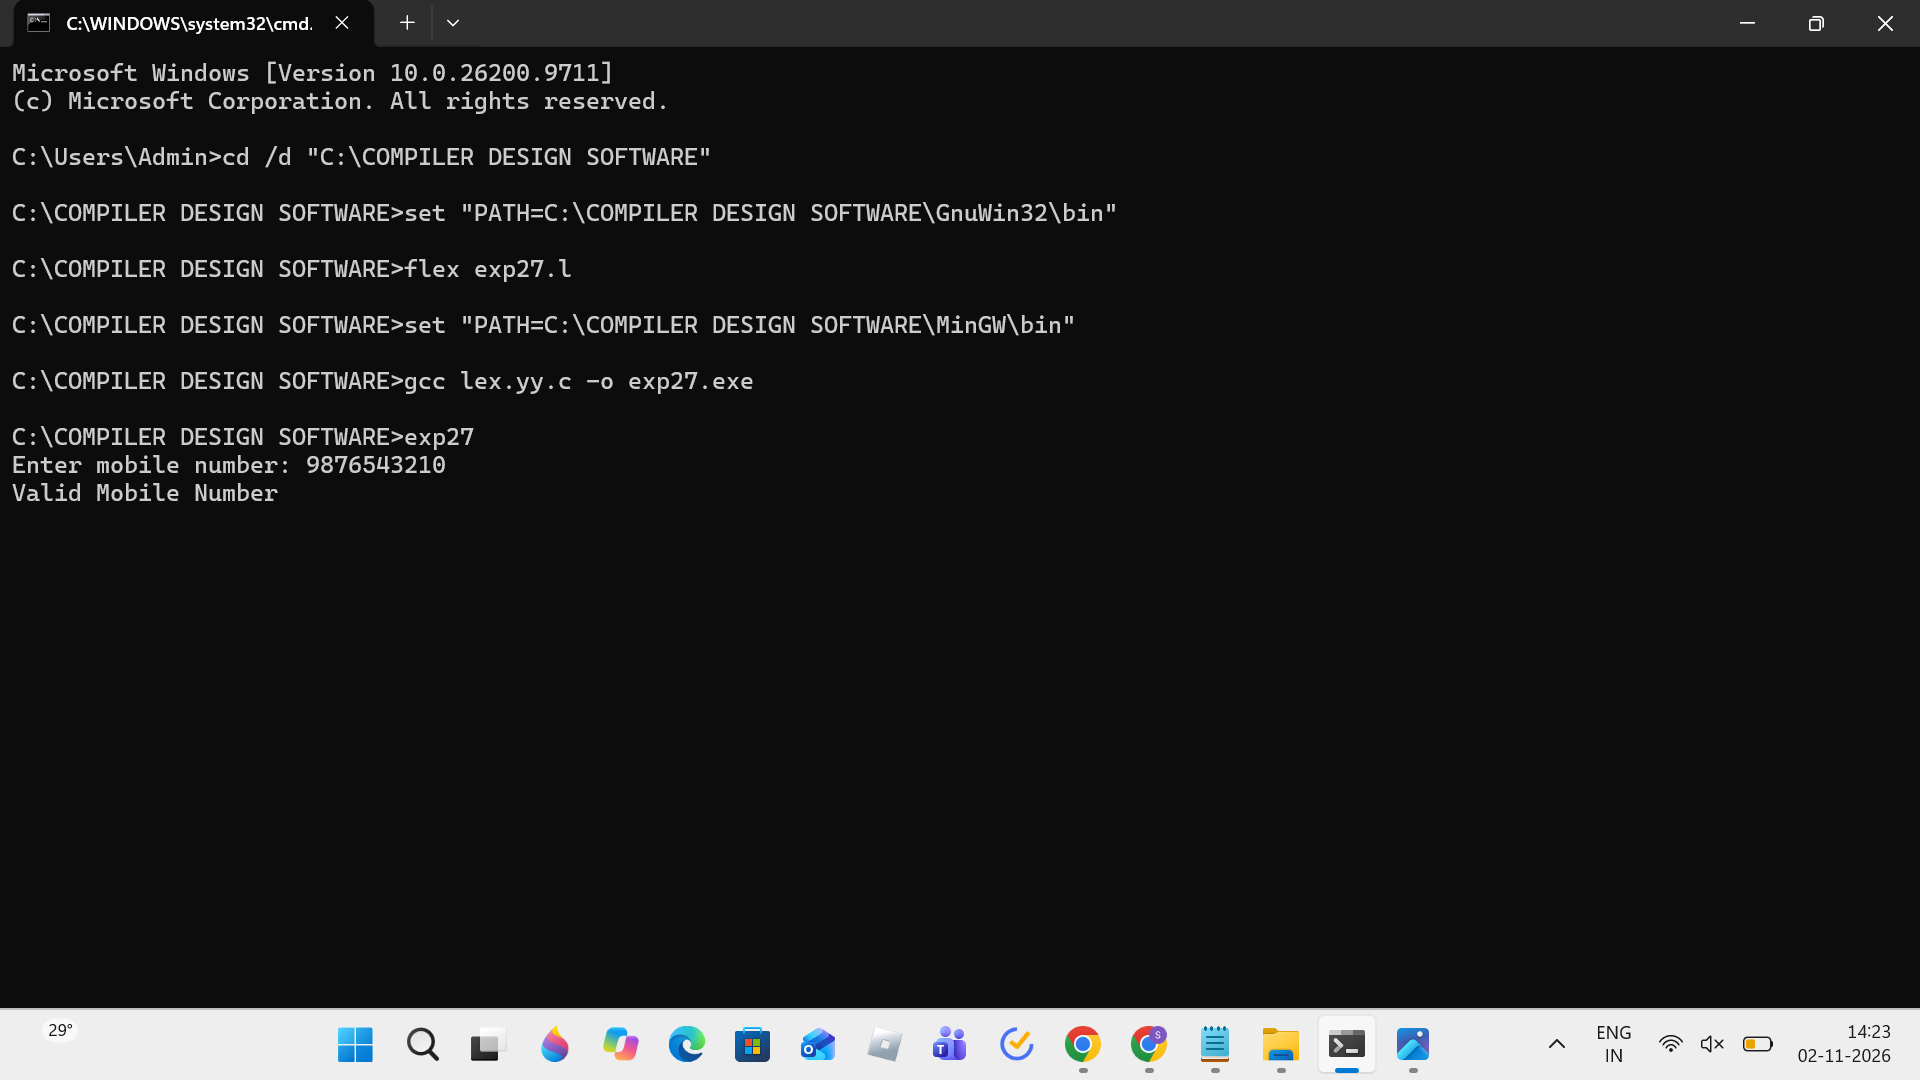 C:\WINDOWS\system32\cmd.
Microsoft Windows [Version 10.0.26200.9711]
(c) Microsoft Corporation. All rights reserved.
C:\Users\Admin>cd /d "C:\COMPILER DESIGN SOFTWARE"
C:\COMPILER DESIGN SOFTWARE>set "PATH=C:\COMPILER DESIGN SOFTWARE\GnuWin32\bin"
C:\COMPILER DESIGN SOFTWARE>flex exp27.l
C:\COMPILER DESIGN SOFTWARE>set "PATH=C:\COMPILER DESIGN SOFTWARE\MinGW\bin"
C:\COMPILER DESIGN SOFTWARE>gcc lex.yy.c -o exp27.exe
C:\COMPILER DESIGN SOFTWARE>exp27
Enter mobile number: 9876543210
Valid Mobile Number
29°
ENG
IN
14:23
02-11-2026